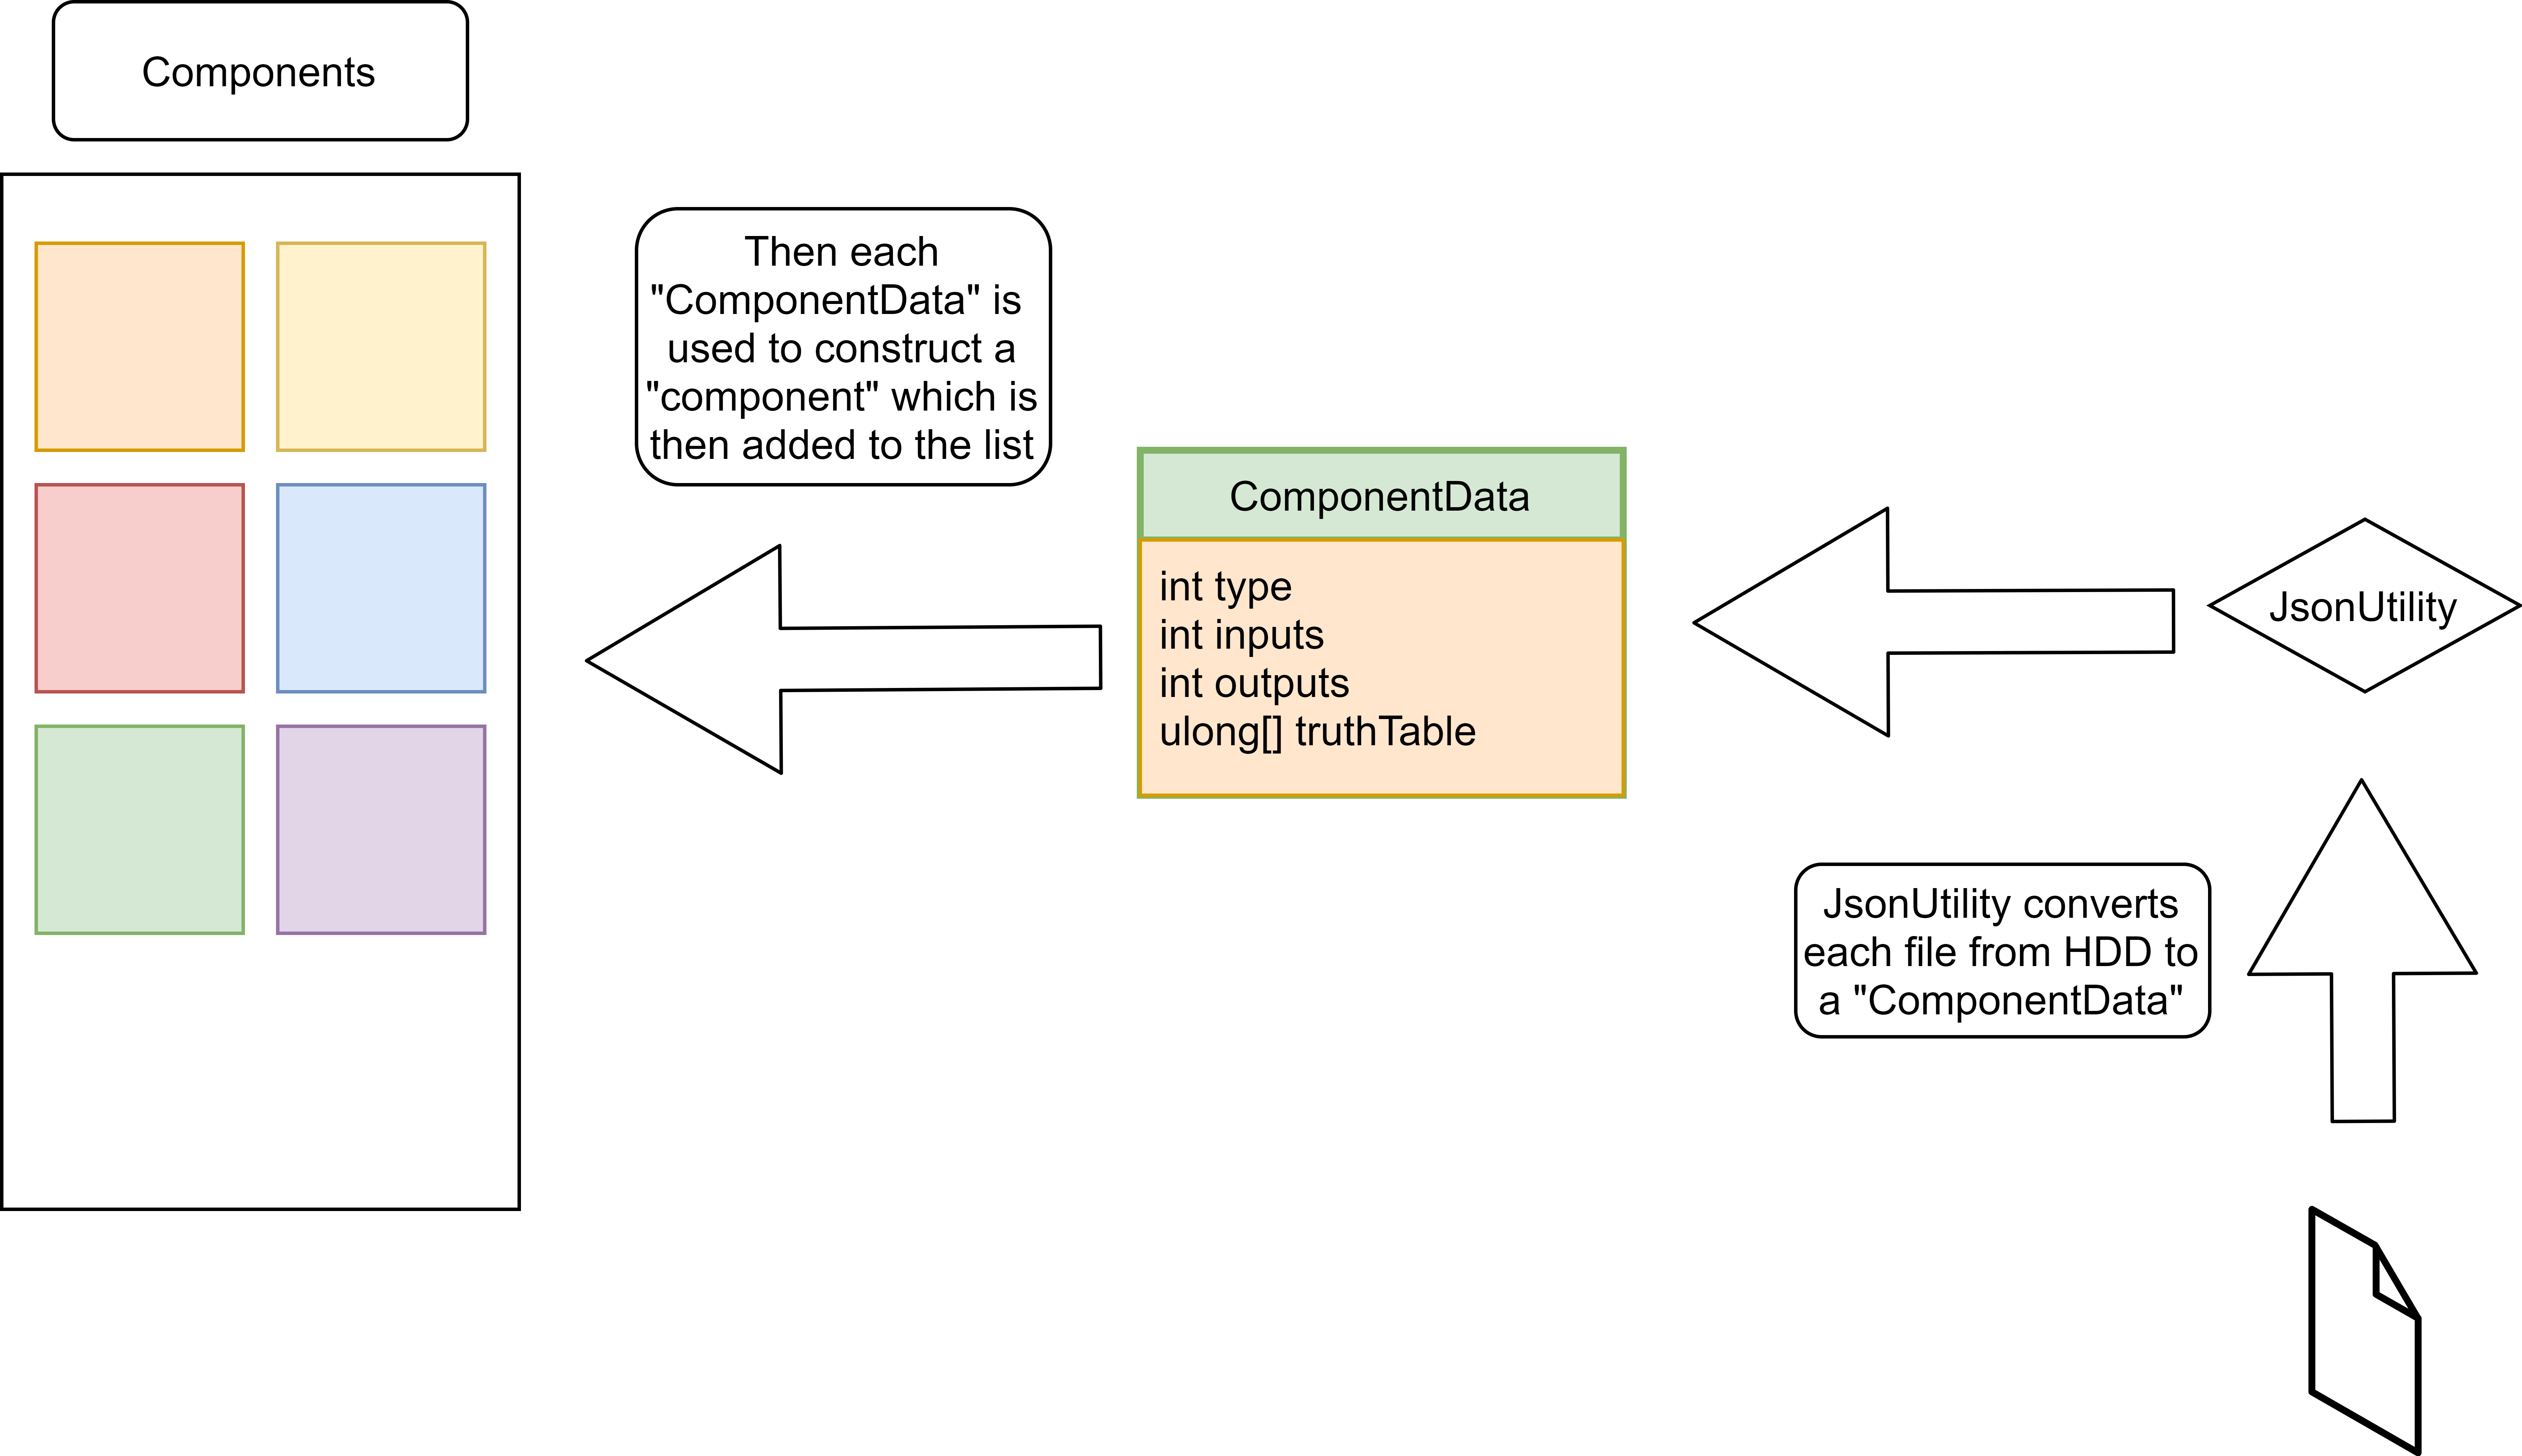 Components
Then each
"ComponentData" is
used to construct a
"component" which is
then added to the list
ComponentData
int type
int inputs
int outputs
ulong[] truthTable
JsonUtility
JsonUtility converts
each file from HDD to
a "ComponentData"